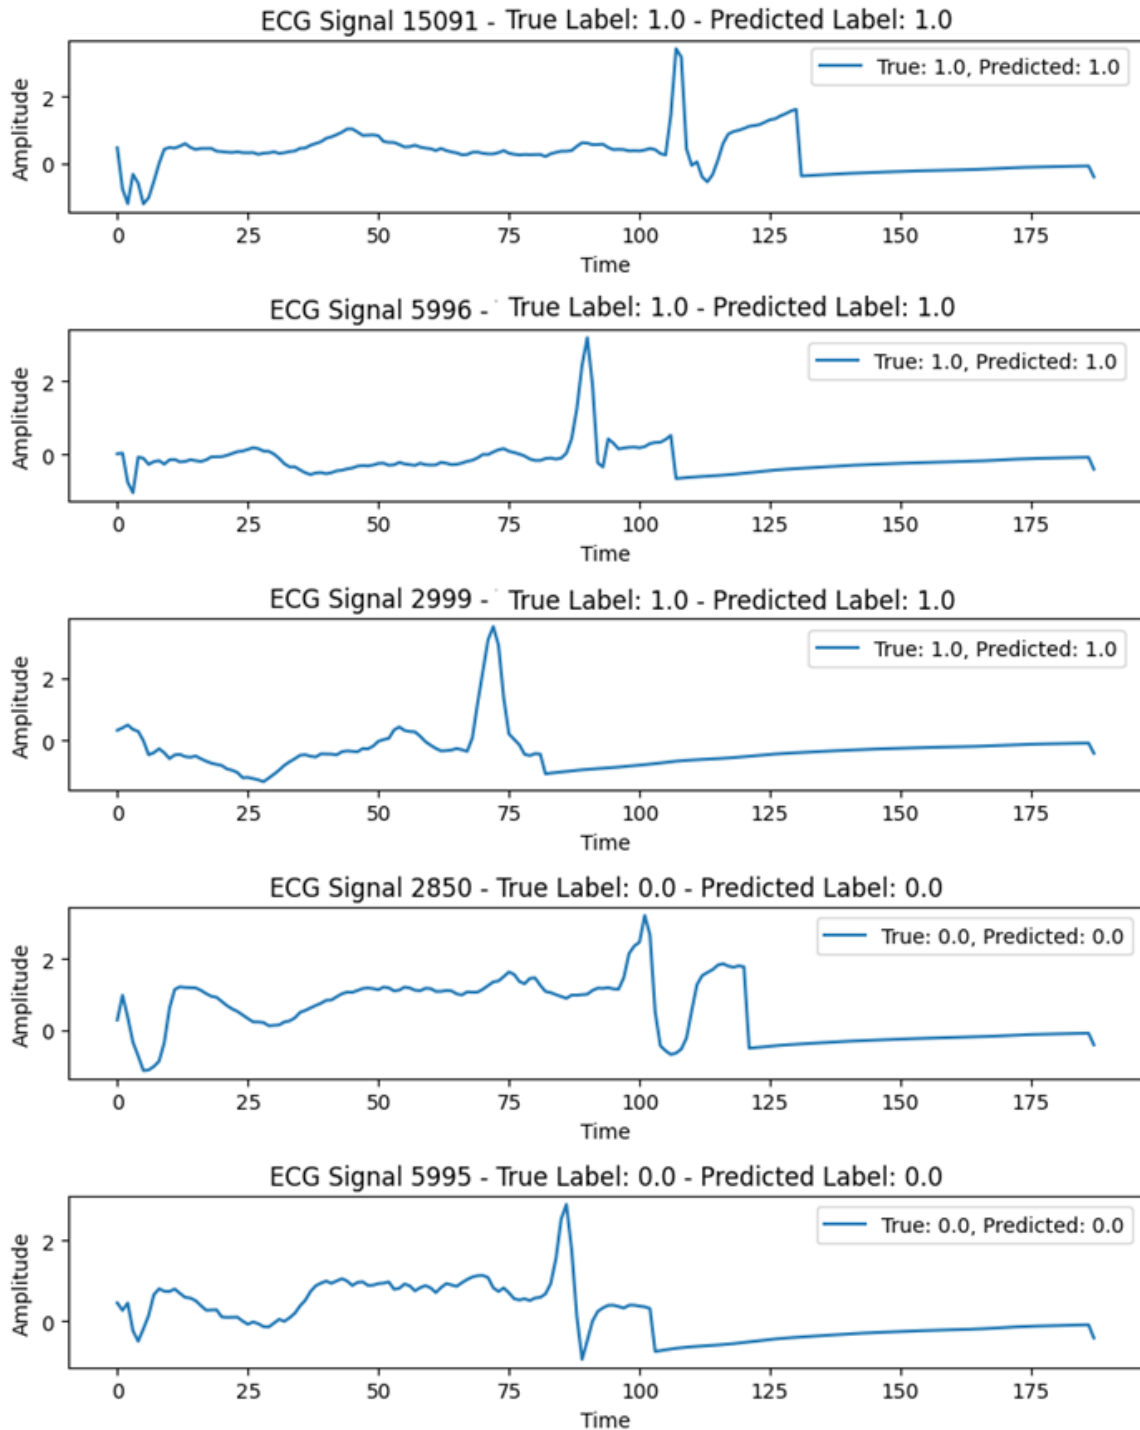 ECG Signal 15091 - True Label: 1.0 - Predicted Label: 1.0
True: 1.0, Predicted: 1.0
Amplitude
2
0
0 25 50 75 100 125 150 175
Time
ECG Signal 5996 - True Label: 1.0 - Predicted Label: 1.0
True: 1.0, Predicted: 1.0
Amplitude
2
0
0 25 50 75 100 125 150 175
Time
ECG Signal 2999 - True Label: 1.0 - Predicted Label: 1.0
True: 1.0, Predicted: 1.0
Amplitude
2
0
0 25 50 75 100 125 150 175
Time
ECG Signal 2850 - True Label: 0.0 - Predicted Label: 0.0
True: 0.0, Predicted: 0.0
Amplitude
2
0
0 25 50 75 100 125 150 175
Time
ECG Signal 5995 - True Label: 0.0 - Predicted Label: 0.0
True: 0.0, Predicted: 0.0
Amplitude
2
0
0 25 50 75 100 125 150 175
Time